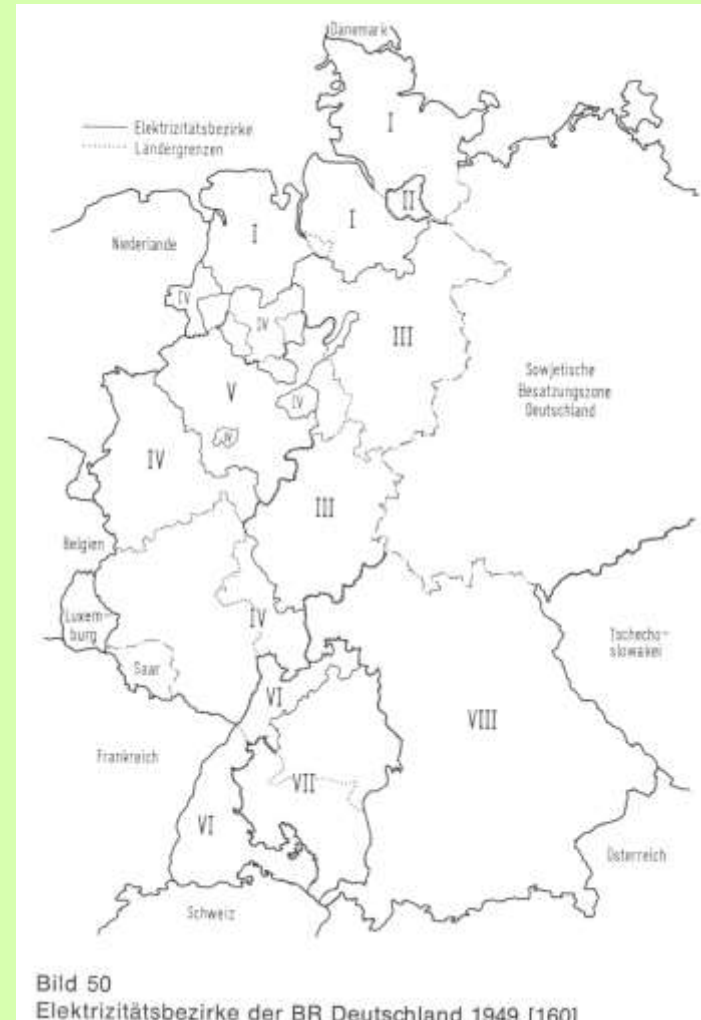 Dänemark
I
Elektrizitätsbezirke
Ländergrenzen
II
I
I
Niederlande
IV
IV
III
Sowjetische
Besatzungszone
Deutschland
V
IV
IV
IV
III
Belgien
Luxem-
burg
IV
Tschecho-
slowakei
Saar
VI
VIII
Frankreich
VII
VI
Österreich
Schweiz
Bild 50
Elektrizitätsbezirke der BR Deutschland 1949 [160]